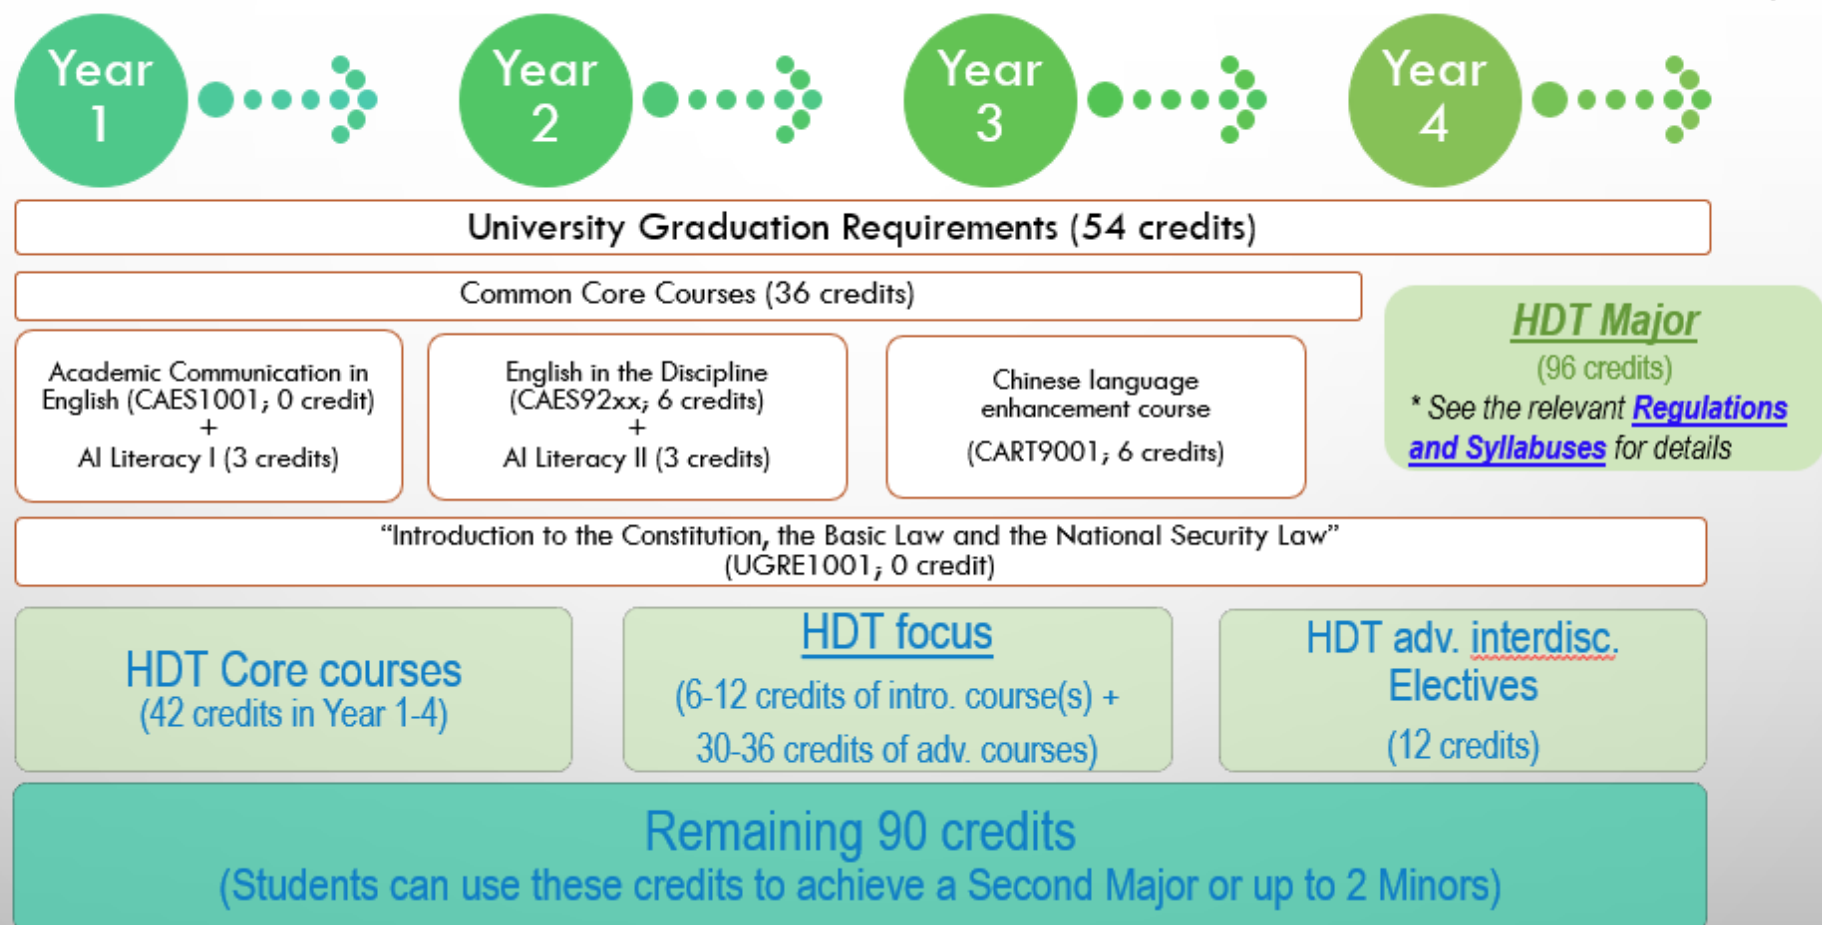 Year
1
Year
2
Year
3
Year
4
University Graduation Requirements (54 credits)
Common Core Courses (36 credits)
HDT Major
(96 credits)
* See the relevant Regulations
and Syllabuses for details
Academic Communication in
English (CAES1001; 0 credit)
+
AI Literacy I (3 credits)
English in the Discipline
(CAES92xx; 6 credits)
+
AI Literacy II (3 credits)
Chinese language
enhancement course
(CART9001; 6 credits)
“Introduction to the Constitution, the Basic Law and the National Security Law”
(UGRE1001; 0 credit)
HDT Core courses
(42 credits in Year 1-4)
HDT focus
(6-12 credits of intro. course(s) +
30-36 credits of adv. courses)
HDT adv. interdisc.
Electives
(12 credits)
Remaining 90 credits
(Students can use these credits to achieve a Second Major or up to 2 Minors)